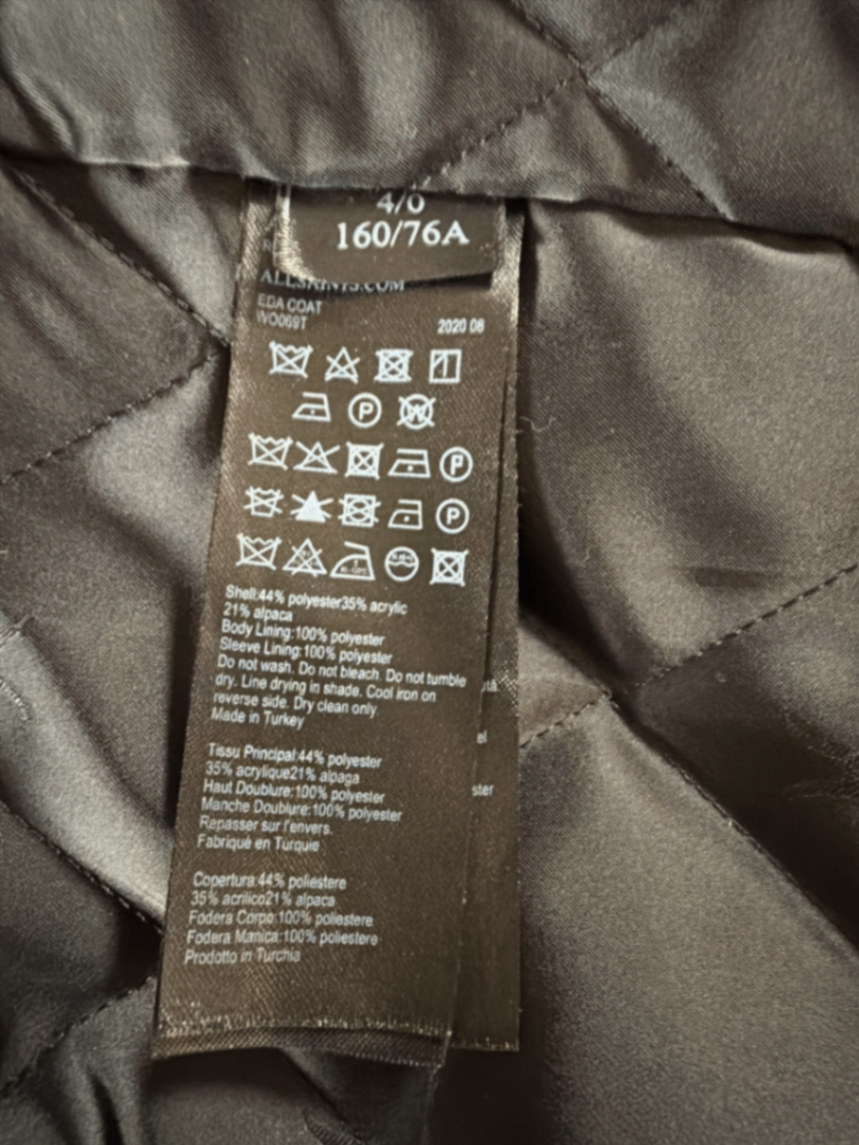 4/0
160/76A
ALLSAINTS.COM
EDA COAT
WO069T
2020 08
P
W
P
P
Shell:44% polyester35% acrylic
21% alpaca
Body Lining:100% polyester
Sleeve Lining:100% polyester
Do not wash. Do not bleach. Do not tumble
dry. Line drying in shade. Cool iron on
reverse side. Dry clean only
Made in Turkey
Tissu Principal:44% polyester
35% acrylique21% alpaga
Haut Doublure:100% polyester
Manche Doublure:100% polyester
Repasser sur l'envers.
Fabriqué en Turquie
Copertura:44% poliestere
35% acrilico21% alpaca
Fodera Corpo:100% poliestere
Fodera Manica:100% poliestere
Prodotto in Turchia
el
ster